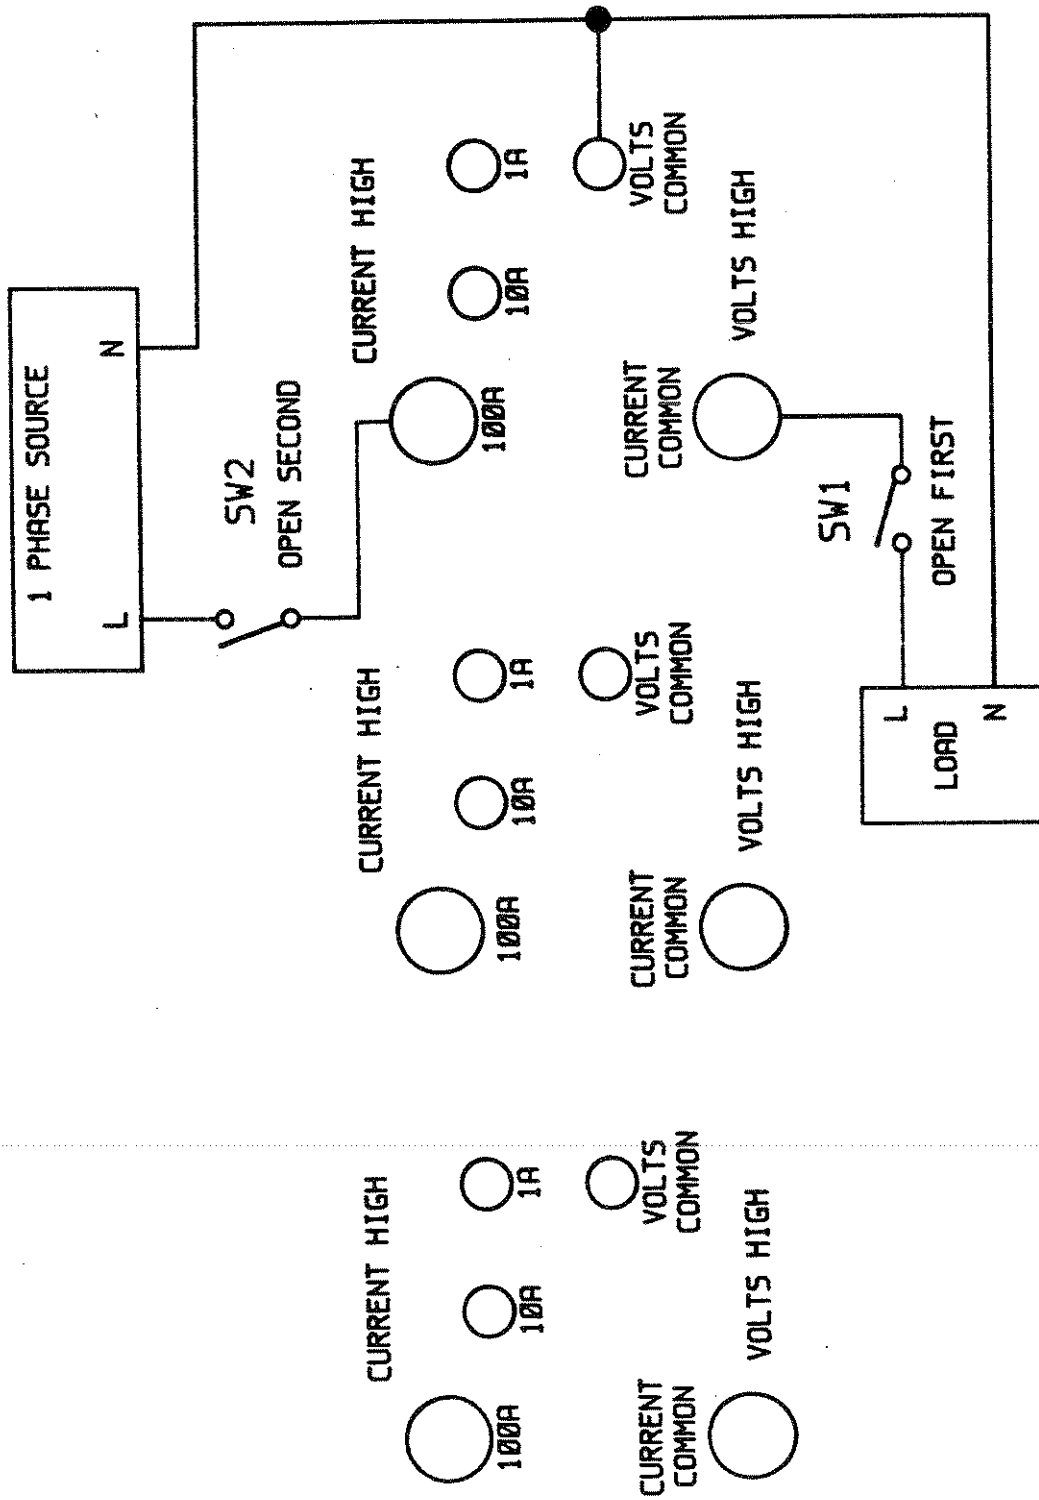 1 PHASE SOURCE
L
N
SW2
OPEN SECOND
CURRENT HIGH
100A
10A
1A
VOLTS
COMMON
CURRENT
COMMON
VOLTS HIGH
CURRENT HIGH
100A
10A
1A
VOLTS
COMMON
CURRENT
COMMON
VOLTS HIGH
CURRENT HIGH
100A
10A
1A
VOLTS
COMMON
CURRENT
COMMON
VOLTS HIGH
SW1
OPEN FIRST
L
LOAD
N